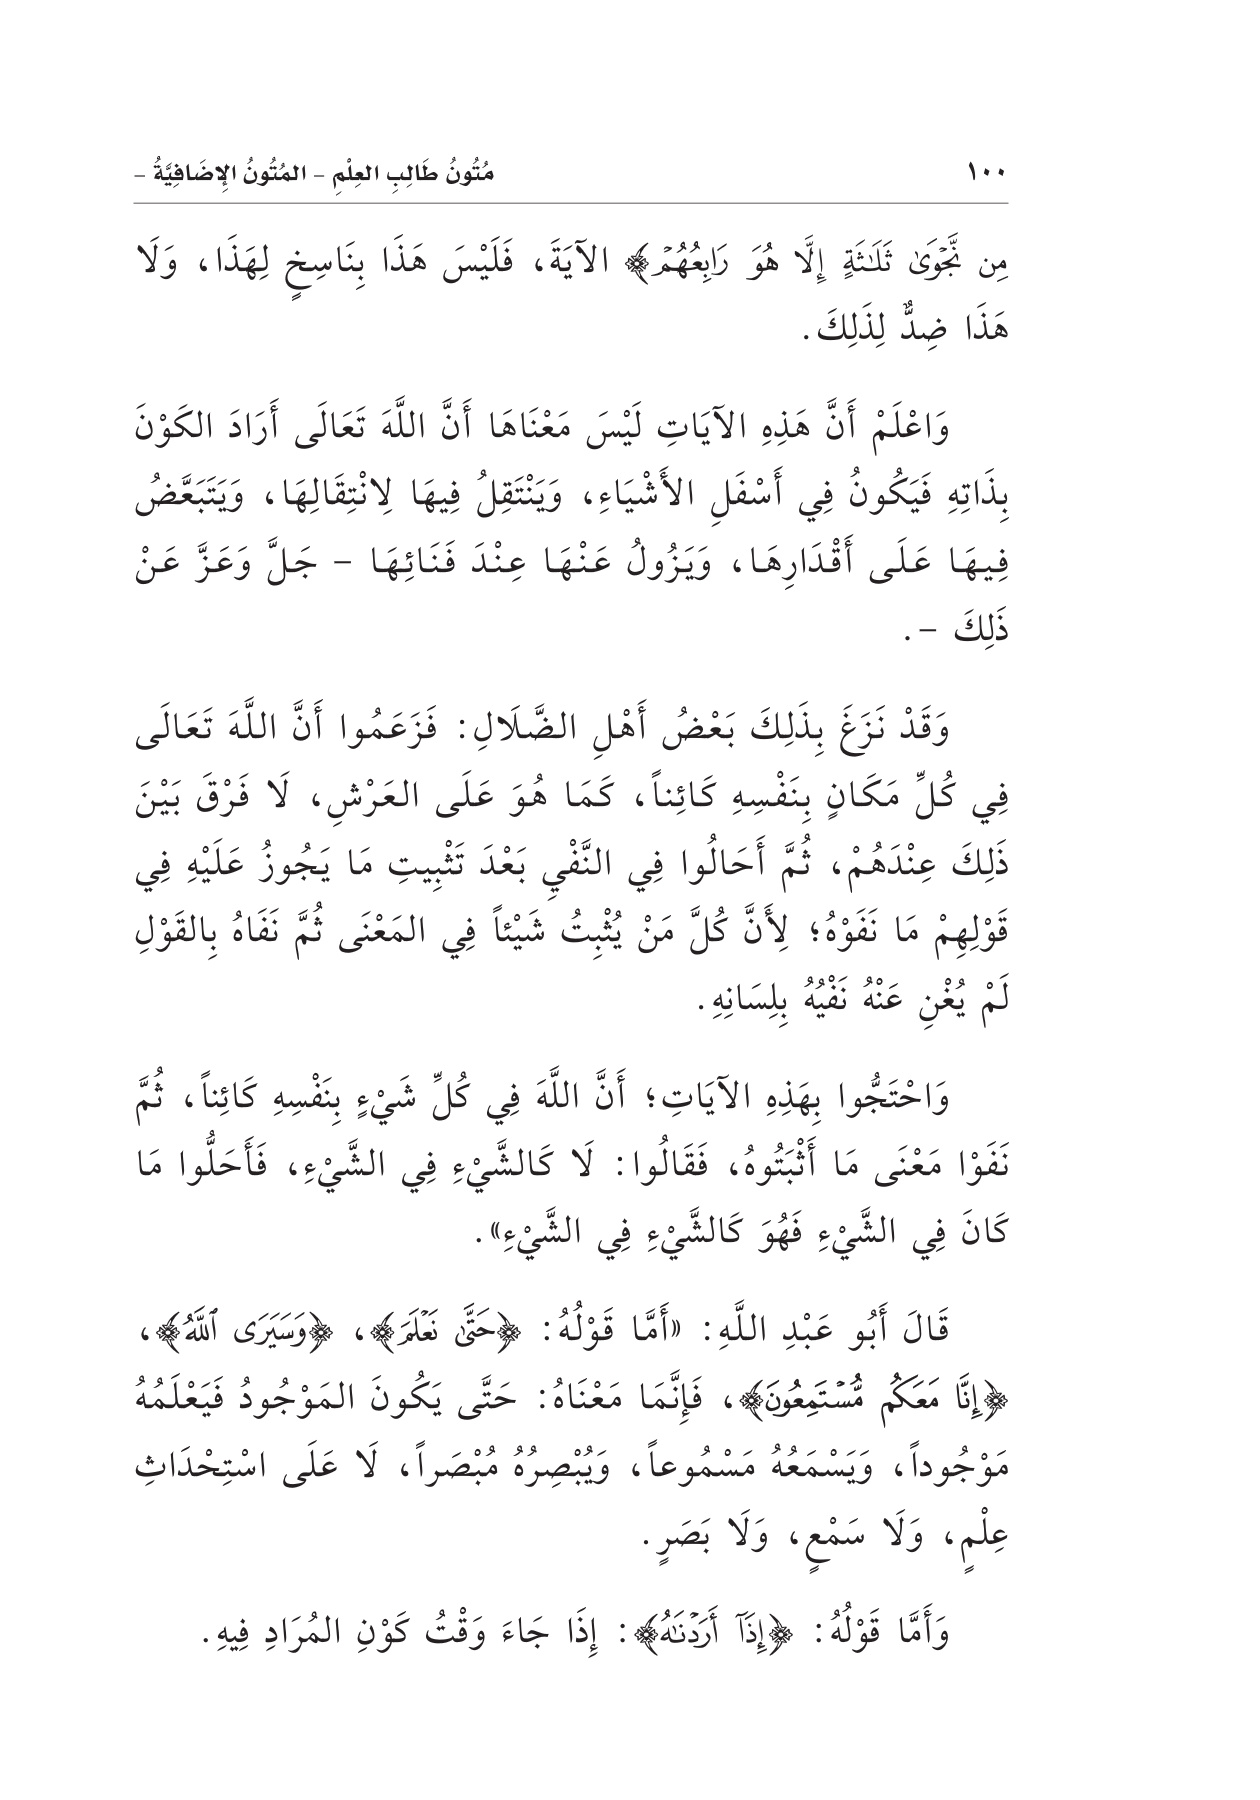 ١٠٠ مُتُونُ طَالِبِ العِلْمِ – المُتُونُ الإِضَافِيَّةُ –
مِن نَّجْوَىٰ ثَلَـٰثَةٍ إِلَّا هُوَ رَابِعُهُمْ﴾ الآيَةَ، فَلَيْسَ هَذَا بِنَاسِخٍ لِهَذَا، وَلَا
هَذَا ضِدٌّ لِذَلِكَ.
وَاعْلَمْ أَنَّ هَذِهِ الآيَاتِ لَيْسَ مَعْنَاهَا أَنَّ اللَّهَ تَعَالَى أَرَادَ الكَوْنَ
بِذَاتِهِ فَيَكُونُ فِي أَسْفَلِ الأَشْيَاءِ، وَيَنْتَقِلُ فِيهَا لِانْتِقَالِهَا، وَيَتَبَعَّضُ
فِيهَا عَلَى أَقْدَارِهَا، وَيَزُولُ عَنْهَا عِنْدَ فَنَائِهَا – جَلَّ وَعَزَّ عَنْ
ذَلِكَ –.
وَقَدْ نَزَغَ بِذَلِكَ بَعْضُ أَهْلِ الضَّلَالِ: فَزَعَمُوا أَنَّ اللَّهَ تَعَالَى
فِي كُلِّ مَكَانٍ بِنَفْسِهِ كَائِناً، كَمَا هُوَ عَلَى العَرْشِ، لَا فَرْقَ بَيْنَ
ذَلِكَ عِنْدَهُمْ، ثُمَّ أَحَالُوا فِي النَّفْيِ بَعْدَ تَثْبِيتِ مَا يَجُوزُ عَلَيْهِ فِي
قَوْلِهِمْ مَا نَفَوْهُ؛ لِأَنَّ كُلَّ مَنْ يُثْبِتُ شَيْئاً فِي المَعْنَى ثُمَّ نَفَاهُ بِالقَوْلِ
لَمْ يُغْنِ عَنْهُ نَفْيُهُ بِلِسَانِهِ.
وَاحْتَجُّوا بِهَذِهِ الآيَاتِ؛ أَنَّ اللَّهَ فِي كُلِّ شَيْءٍ بِنَفْسِهِ كَائِناً، ثُمَّ
نَفَوْا مَعْنَى مَا أَثْبَتُوهُ، فَقَالُوا: لَا كَالشَّيْءِ فِي الشَّيْءِ، فَأَحَلُّوا مَا
كَانَ فِي الشَّيْءِ فَهُوَ كَالشَّيْءِ فِي الشَّيْءِ».
قَالَ أَبُو عَبْدِ اللَّهِ: «أَمَّا قَوْلُهُ: ﴿حَتَّىٰ نَعْلَمَ﴾، ﴿وَسَيَرَى ٱللَّهُ﴾،
﴿إِنَّا مَعَكُم مُّسْتَمِعُونَ﴾، فَإِنَّمَا مَعْنَاهُ: حَتَّى يَكُونَ المَوْجُودُ فَيَعْلَمُهُ
مَوْجُوداً، وَيَسْمَعُهُ مَسْمُوعاً، وَيُبْصِرُهُ مُبْصَراً، لَا عَلَى اسْتِحْدَاثِ
عِلْمٍ، وَلَا سَمْعٍ، وَلَا بَصَرٍ.
وَأَمَّا قَوْلُهُ: ﴿إِذَآ أَرَدْنَـٰهُ﴾: إِذَا جَاءَ وَقْتُ كَوْنِ المُرَادِ فِيهِ.